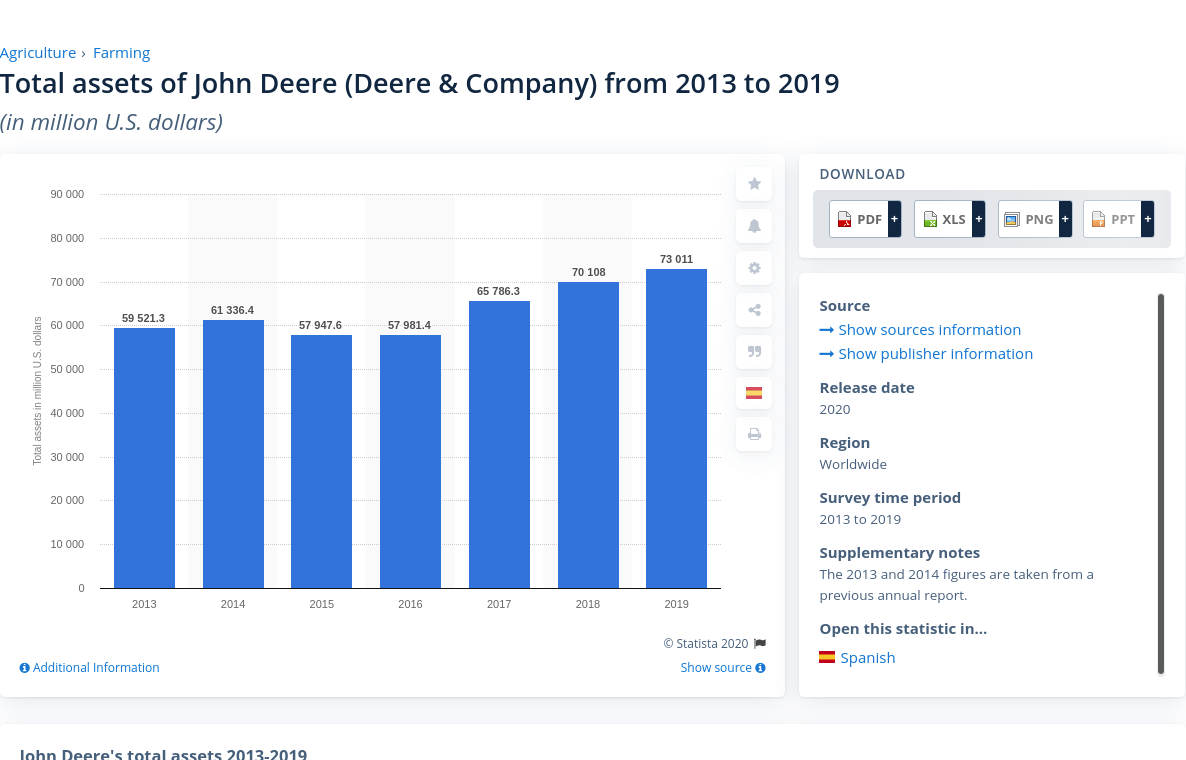 Agriculture › Farming
Total assets of John Deere (Deere & Company) from 2013 to 2019
(in million U.S. dollars)
90 000
80 000
70 000
60 000
50 000
40 000
30 000
20 000
10 000
0
Total assets in million U.S. dollars
59 521.3
61 336.4
57 947.6
57 981.4
65 786.3
70 108
73 011
2013
2014
2015
2016
2017
2018
2019
© Statista 2020
Additional Information
Show source
DOWNLOAD
PDF +
XLS +
PNG +
PPT +
Source
Show sources information
Show publisher information
Release date
2020
Region
Worldwide
Survey time period
2013 to 2019
Supplementary notes
The 2013 and 2014 figures are taken from a
previous annual report.
Open this statistic in...
Spanish
John Deere's total assets 2013-2019